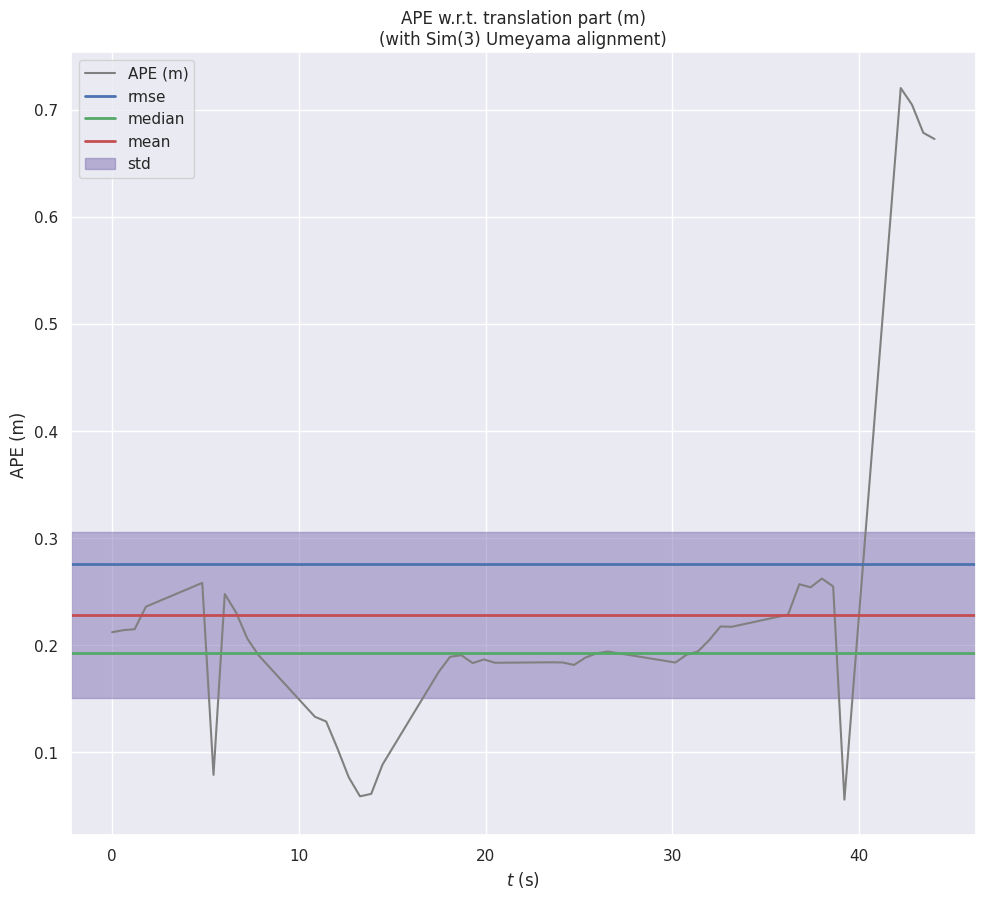 APE w.r.t. translation part (m)
(with Sim(3) Umeyama alignment)
APE (m)
rmse
median
mean
std
0.7
0.6
0.5
0.4
0.3
0.2
0.1
APE (m)
0 10 20 30 40
t (s)